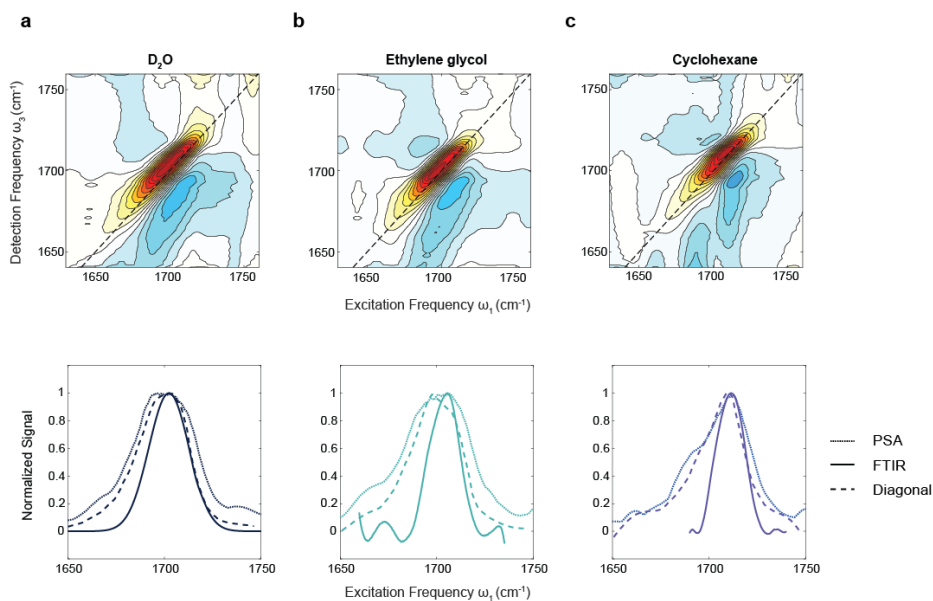 a b c
D₂O Ethylene glycol Cyclohexane
Detection Frequency ω₃ (cm⁻¹)
1750 1750 1750
1700 1700 1700
1650 1650 1650
1650 1700 1750 1650 1700 1750 1650 1700 1750
Excitation Frequency ω₁ (cm⁻¹)
Normalized Signal
1 1 1
0.8 0.8 0.8
0.6 0.6 0.6
0.4 0.4 0.4
0.2 0.2 0.2
0 0 0
1650 1700 1750 1650 1700 1750 1650 1700 1750
Excitation Frequency ω₁ (cm⁻¹)
PSA
FTIR
Diagonal